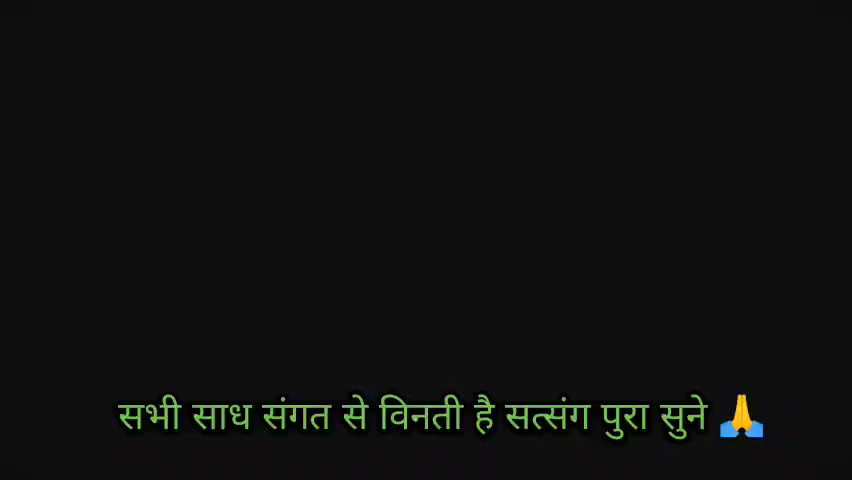 सभी साध संगत से विनती है सत्संग पुरा सुने 🙏